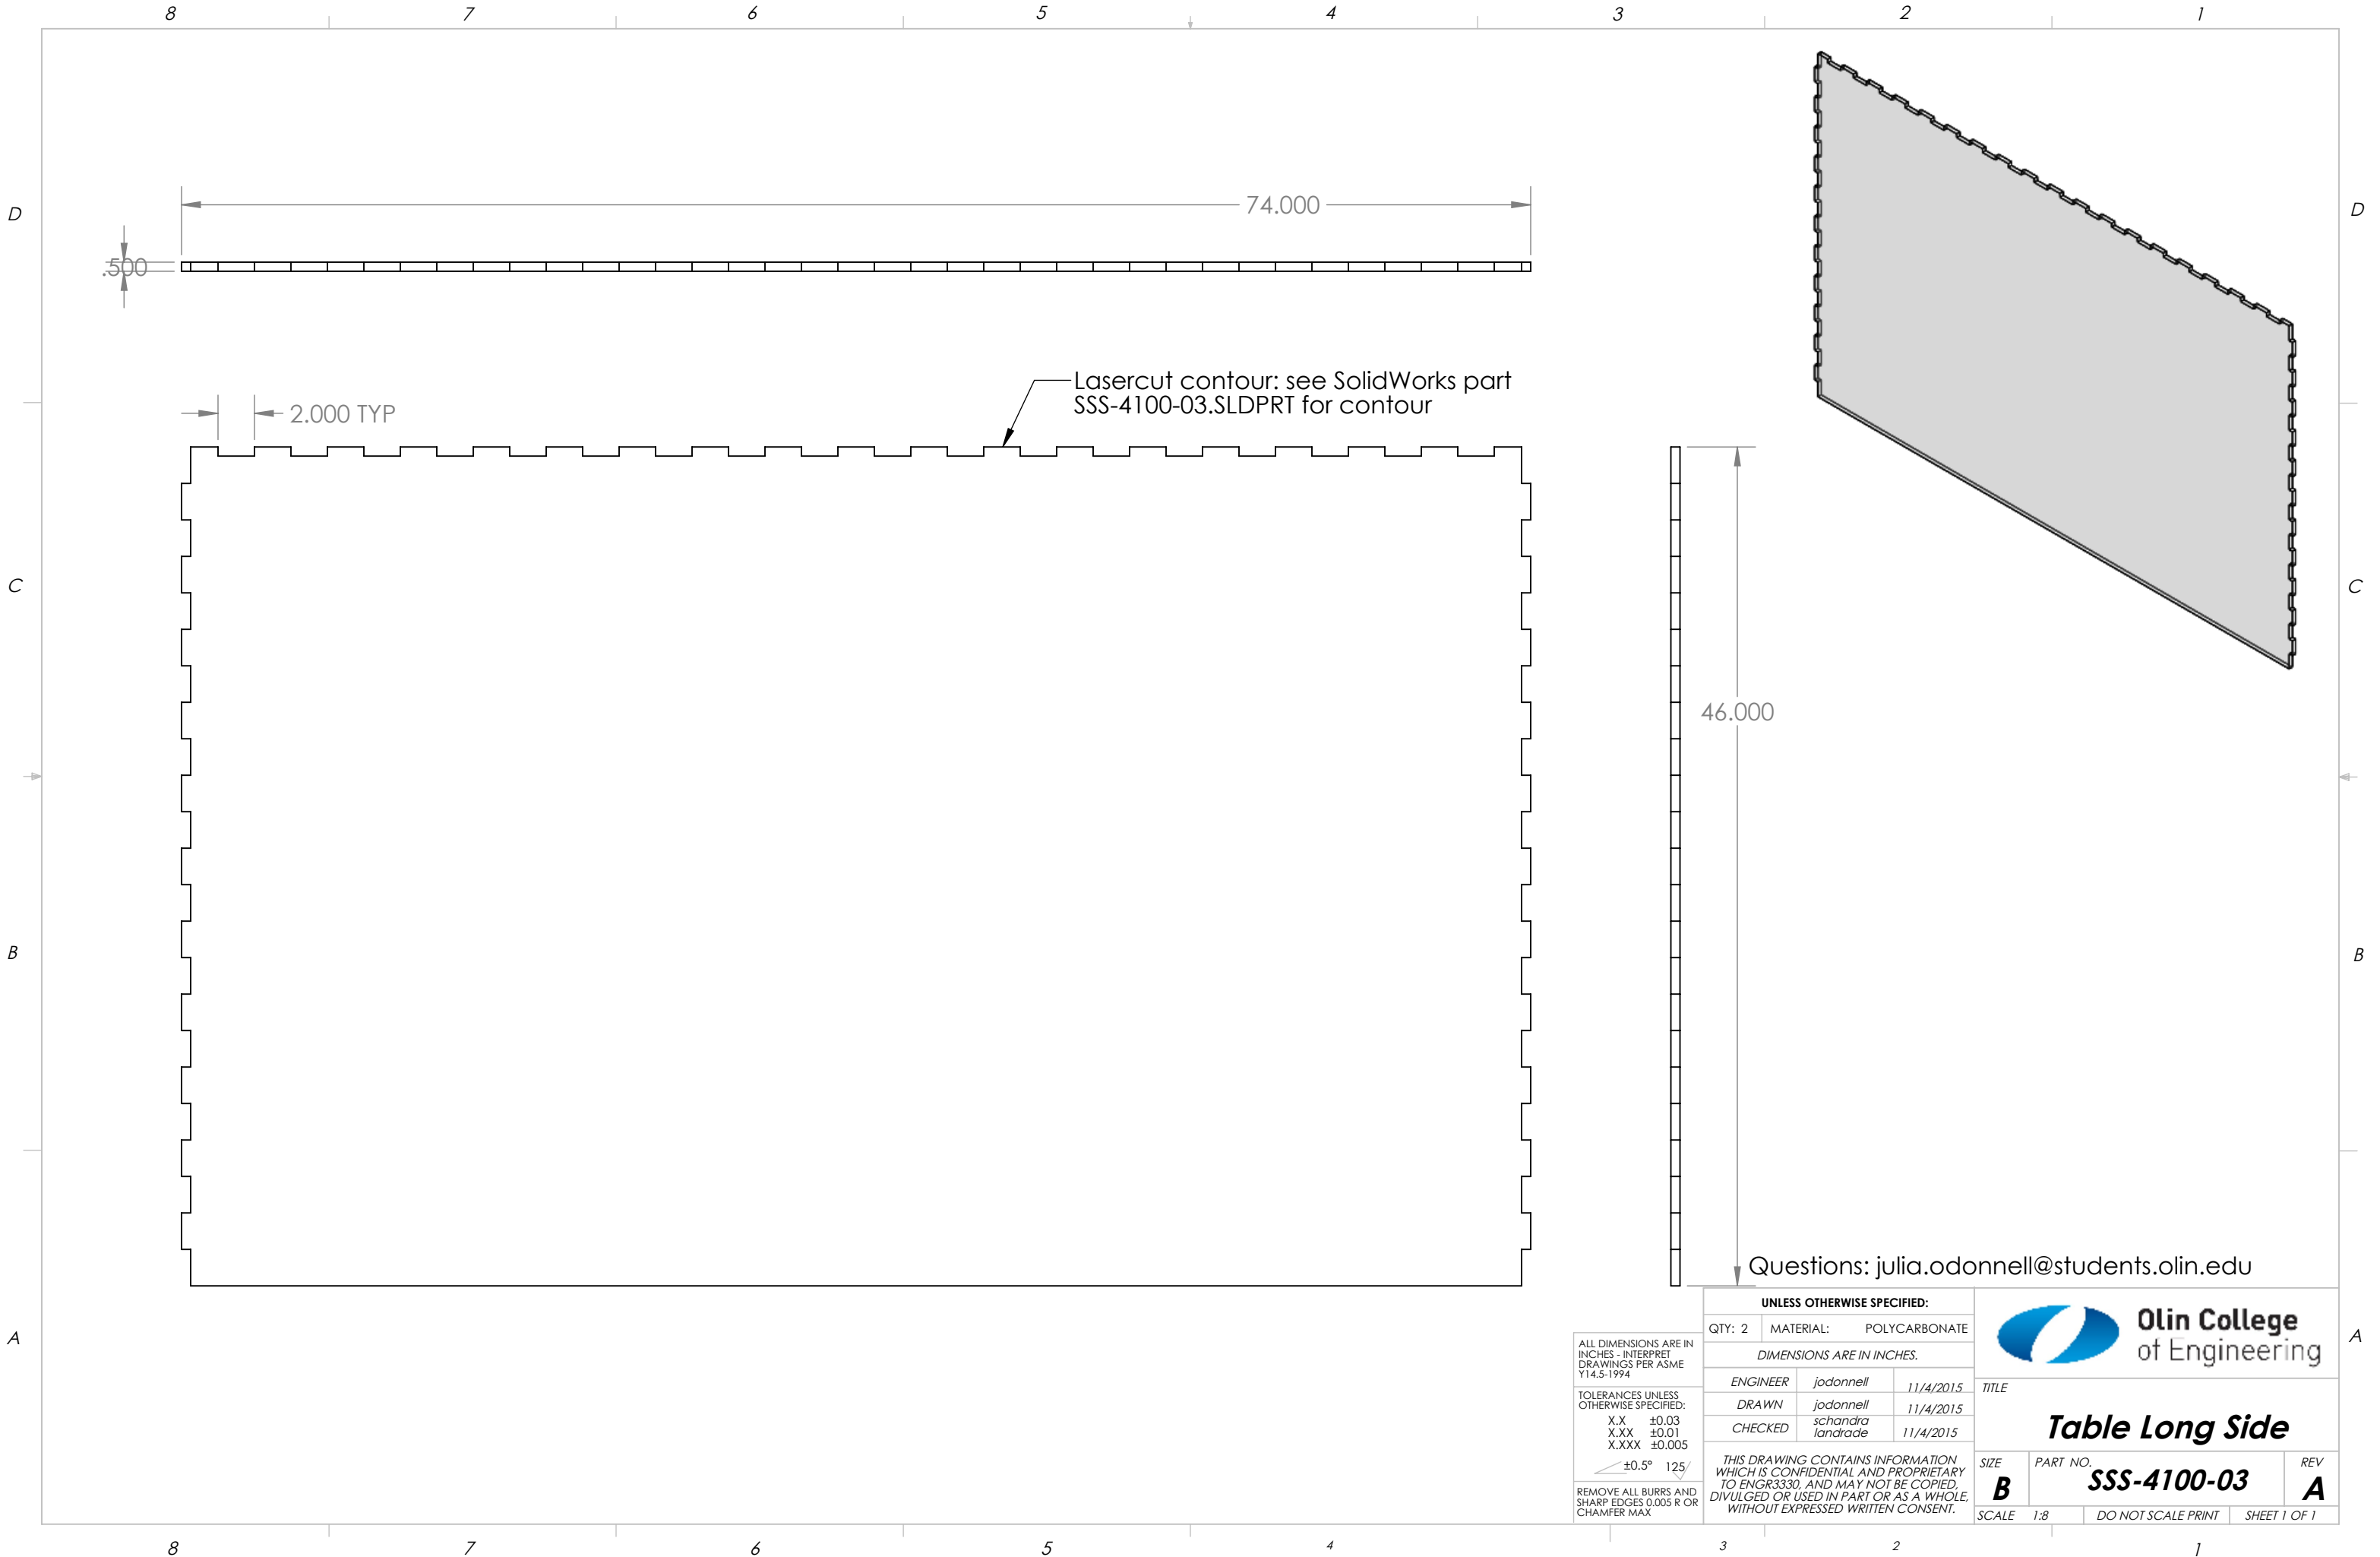 8 7 6 5 4 3 2 1
D
D
74.000
.500
Lasercut contour: see SolidWorks part
SSS-4100-03.SLDPRT for contour
2.000 TYP
C
C
46.000
B
B
Questions: julia.odonnell@students.olin.edu
A
A
ALL DIMENSIONS ARE IN
INCHES - INTERPRET
DRAWINGS PER ASME
Y14.5-1994
TOLERANCES UNLESS
OTHERWISE SPECIFIED:
X.X ±0.03
X.XX ±0.01
X.XXX ±0.005
±0.5° 125
REMOVE ALL BURRS AND
SHARP EDGES 0.005 R OR
CHAMFER MAX
UNLESS OTHERWISE SPECIFIED:
QTY: 2 MATERIAL: POLYCARBONATE
DIMENSIONS ARE IN INCHES.
ENGINEER jodonnell 11/4/2015
DRAWN jodonnell 11/4/2015
CHECKED schandra
landrade 11/4/2015
THIS DRAWING CONTAINS INFORMATION
WHICH IS CONFIDENTIAL AND PROPRIETARY
TO ENGR3330, AND MAY NOT BE COPIED,
DIVULGED OR USED IN PART OR AS A WHOLE,
WITHOUT EXPRESSED WRITTEN CONSENT.
Olin College
of Engineering
TITLE
Table Long Side
SIZE
B
PART NO.
SSS-4100-03
REV
A
SCALE 1:8 DO NOT SCALE PRINT SHEET 1 OF 1
8 7 6 5 4 3 2 1